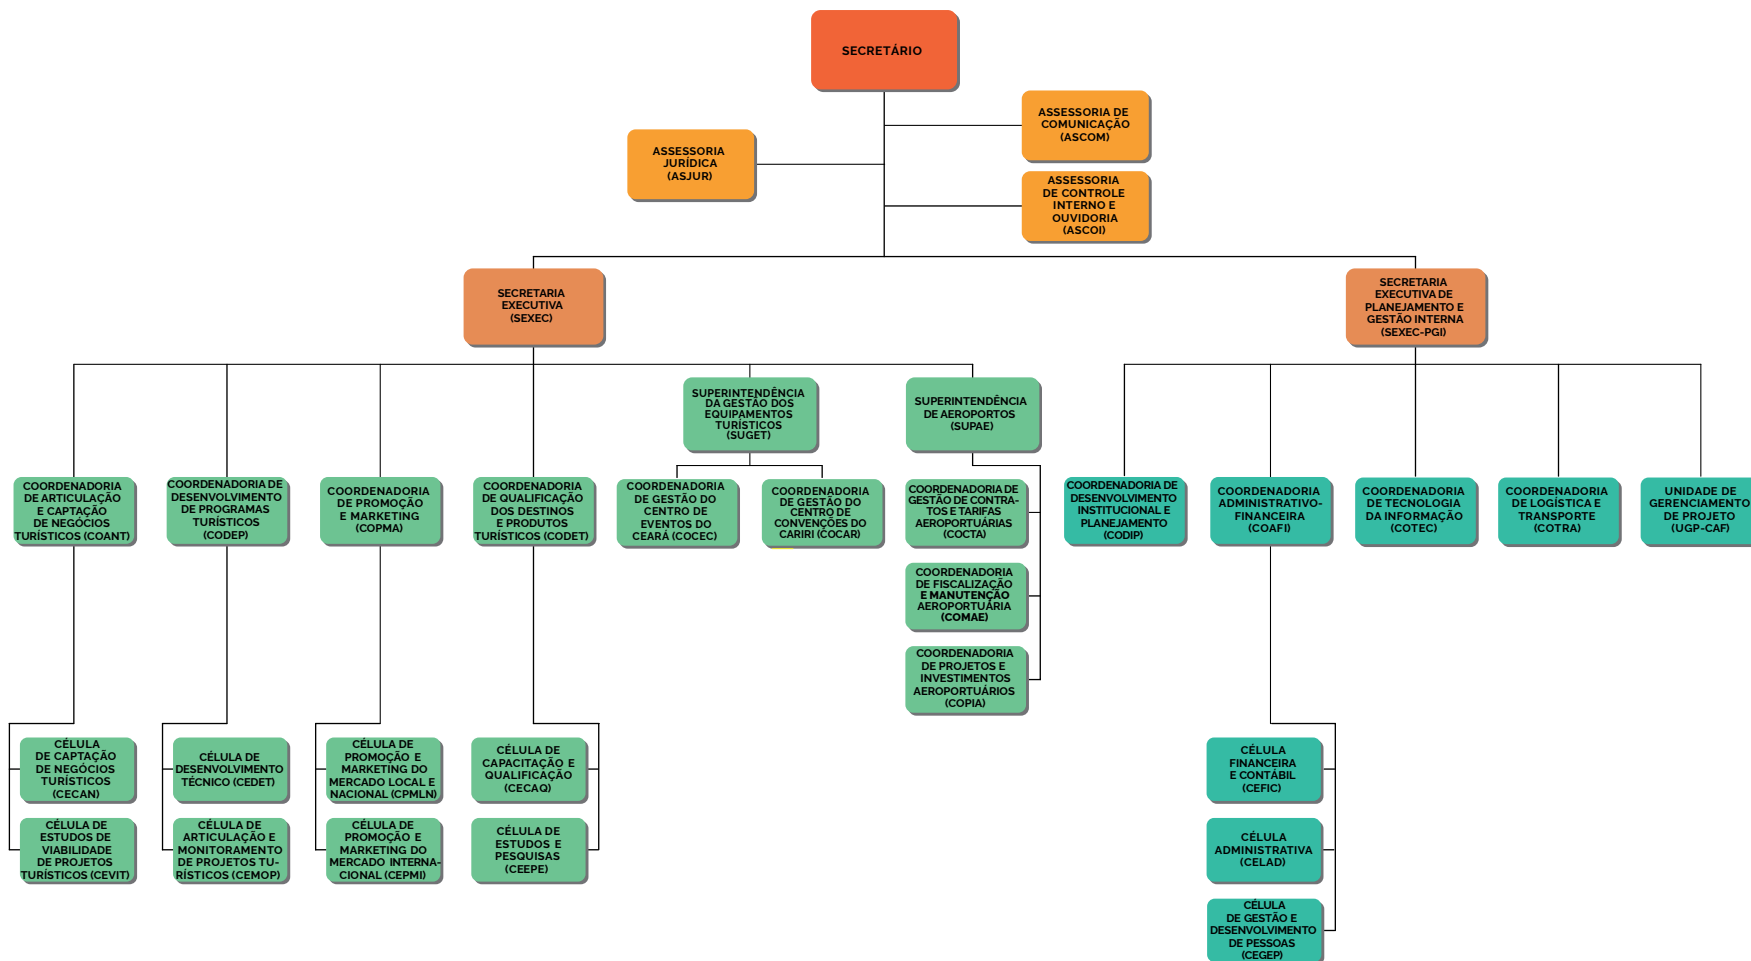 SECRETÁRIO
ASSESSORIA DE
COMUNICAÇÃO
(ASCOM)
ASSESSORIA
JURÍDICA
(ASJUR)
ASSESSORIA
DE CONTROLE
INTERNO E
OUVIDORIA
(ASCOI)
SECRETARIA
EXECUTIVA
(SEXEC)
SECRETARIA
EXECUTIVA DE
PLANEJAMENTO E
GESTÃO INTERNA
(SEXEC-PGI)
SUPERINTENDÊNCIA
DA GESTÃO DOS
EQUIPAMENTOS
TURÍSTICOS
(SUGET)
SUPERINTENDÊNCIA
DE AEROPORTOS
(SUPAE)
COORDENADORIA
DE ARTICULAÇÃO
E CAPTAÇÃO
DE NEGÓCIOS
TURÍSTICOS (COANT)
COORDENADORIA DE
DESENVOLVIMENTO
DE PROGRAMAS
TURÍSTICOS
(CODEP)
COORDENADORIA
DE PROMOÇÃO
E MARKETING
(COPMA)
COORDENADORIA
DE QUALIFICAÇÃO
DOS DESTINOS
E PRODUTOS
TURÍSTICOS (CODET)
COORDENADORIA
DE GESTÃO DO
CENTRO DE
EVENTOS DO
CEARÁ (COCEC)
COORDENADORIA
DE GESTÃO DO
CENTRO DE
CONVENÇÕES DO
CARIRI (COCAR)
COORDENADORIA DE
GESTÃO DE CONTRA-
TOS E TARIFAS
AEROPORTUÁRIAS
(COCTA)
COORDENADORIA DE
DESENVOLVIMENTO
INSTITUCIONAL E
PLANEJAMENTO
(CODIP)
COORDENADORIA
ADMINISTRATIVO-
FINANCEIRA
(COAFI)
COORDENADORIA
DE TECNOLOGIA
DA INFORMAÇÃO
(COTEC)
COORDENADORIA
DE LOGÍSTICA E
TRANSPORTE
(COTRA)
UNIDADE DE
GERENCIAMENTO
DE PROJETO
(UGP-CAF)
COORDENADORIA
DE FISCALIZAÇÃO
E MANUTENÇÃO
AEROPORTUÁRIA
(COMAE)
COORDENADORIA
DE PROJETOS E
INVESTIMENTOS
AEROPORTUÁRIOS
(COPIA)
CÉLULA
DE CAPTAÇÃO
DE NEGÓCIOS
TURÍSTICOS
(CECAN)
CÉLULA DE
DESENVOLVIMENTO
TÉCNICO (CEDET)
CÉLULA DE
PROMOÇÃO E
MARKETING DO
MERCADO LOCAL E
NACIONAL (CPMLN)
CÉLULA DE
CAPACITAÇÃO E
QUALIFICAÇÃO
(CECAQ)
CÉLULA
FINANCEIRA
E CONTÁBIL
(CEFIC)
CÉLULA DE
ESTUDOS DE
VIABILIDADE
DE PROJETOS
TURÍSTICOS (CEVIT)
CÉLULA DE
ARTICULAÇÃO E
MONITORAMENTO
DE PROJETOS TU-
RÍSTICOS (CEMOP)
CÉLULA DE
PROMOÇÃO E
MARKETING DO
MERCADO INTERNA-
CIONAL (CEPMI)
CÉLULA DE
ESTUDOS E
PESQUISAS
(CEEPE)
CÉLULA
ADMINISTRATIVA
(CELAD)
CÉLULA
DE GESTÃO E
DESENVOLVIMENTO
DE PESSOAS
(CEGEP)